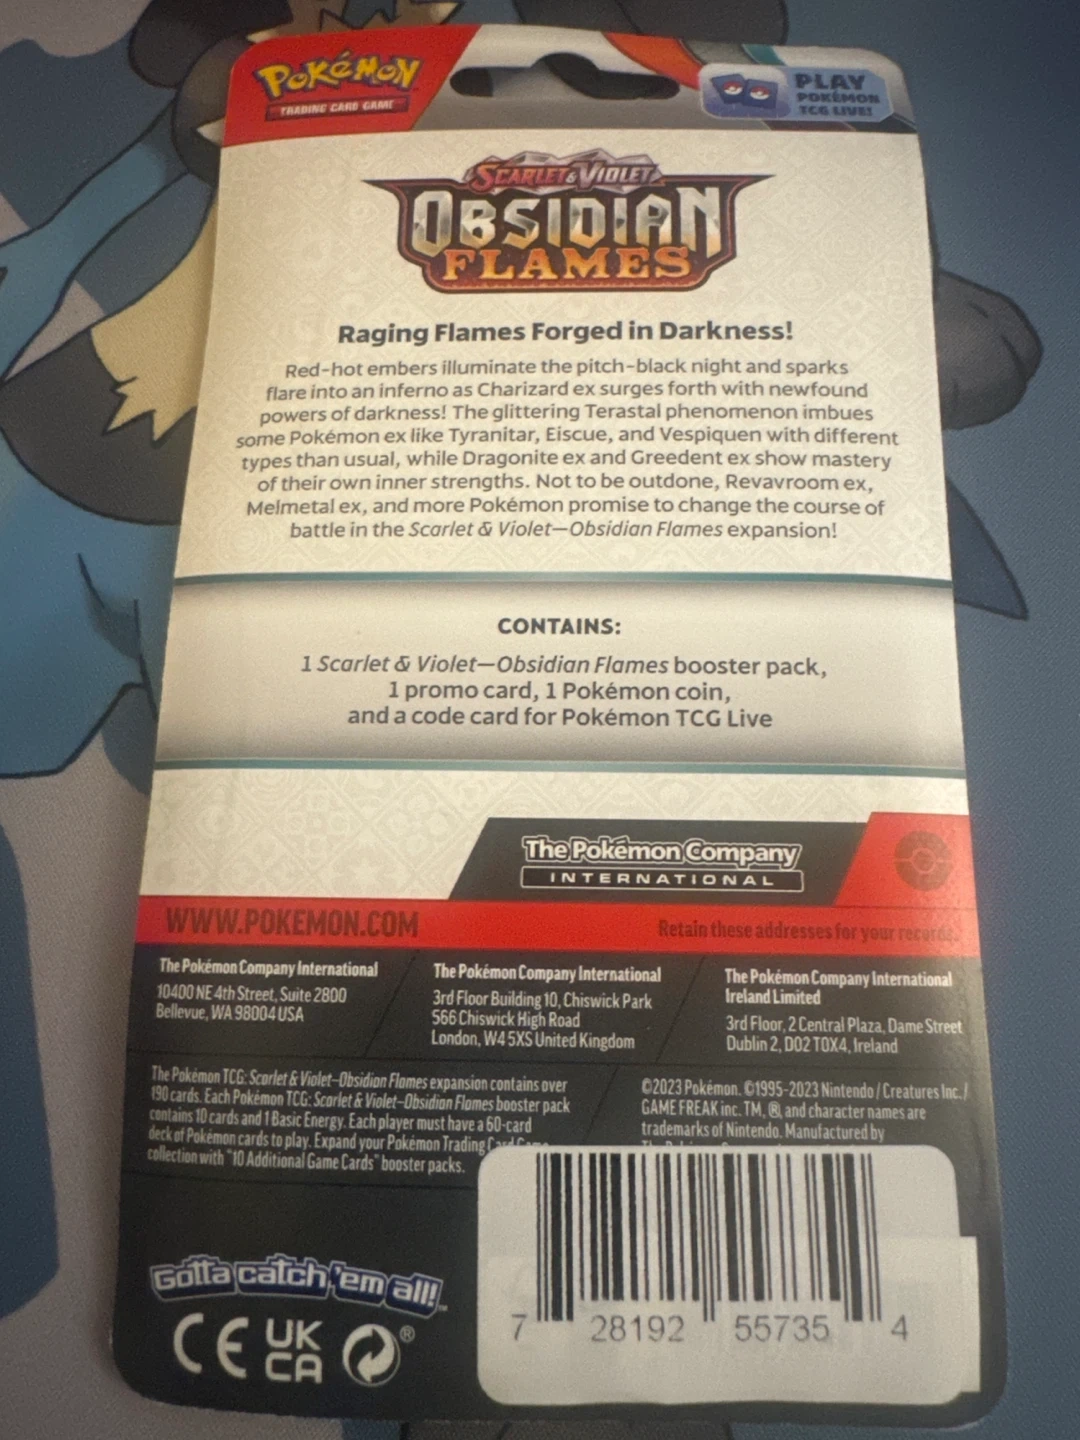 POKéMON
TRADING CARD GAME
PLAY
POKÉMON
TCG LIVE!
SCARLET & VIOLET
OBSIDIAN
FLAMES
Raging Flames Forged in Darkness!
Red-hot embers illuminate the pitch-black night and sparks
flare into an inferno as Charizard ex surges forth with newfound
powers of darkness! The glittering Terastal phenomenon imbues
some Pokémon ex like Tyranitar, Eiscue, and Vespiquen with different
types than usual, while Dragonite ex and Greedent ex show mastery
of their own inner strengths. Not to be outdone, Revavroom ex,
Melmetal ex, and more Pokémon promise to change the course of
battle in the Scarlet & Violet—Obsidian Flames expansion!
CONTAINS:
1 Scarlet & Violet—Obsidian Flames booster pack,
1 promo card, 1 Pokémon coin,
and a code card for Pokémon TCG Live
The Pokémon Company
INTERNATIONAL
WWW.POKEMON.COM
Retain these addresses for your records.
The Pokémon Company International
10400 NE 4th Street, Suite 2800
Bellevue, WA 98004 USA
The Pokémon Company International
3rd Floor Building 10, Chiswick Park
566 Chiswick High Road
London, W4 5XS United Kingdom
The Pokémon Company International
Ireland Limited
3rd Floor, 2 Central Plaza, Dame Street
Dublin 2, D02 T0X4, Ireland
The Pokémon TCG: Scarlet & Violet–Obsidian Flames expansion contains over
190 cards. Each Pokémon TCG: Scarlet & Violet–Obsidian Flames booster pack
contains 10 cards and 1 Basic Energy. Each player must have a 60-card
deck of Pokémon cards to play. Expand your Pokémon Trading Card Game
collection with "10 Additional Game Cards" booster packs.
©2023 Pokémon. ©1995-2023 Nintendo / Creatures Inc. /
GAME FREAK inc. TM, ®, and character names are
trademarks of Nintendo. Manufactured by
Gotta catch 'em all!™
CE UK
CA ®
7 28192 55735 4